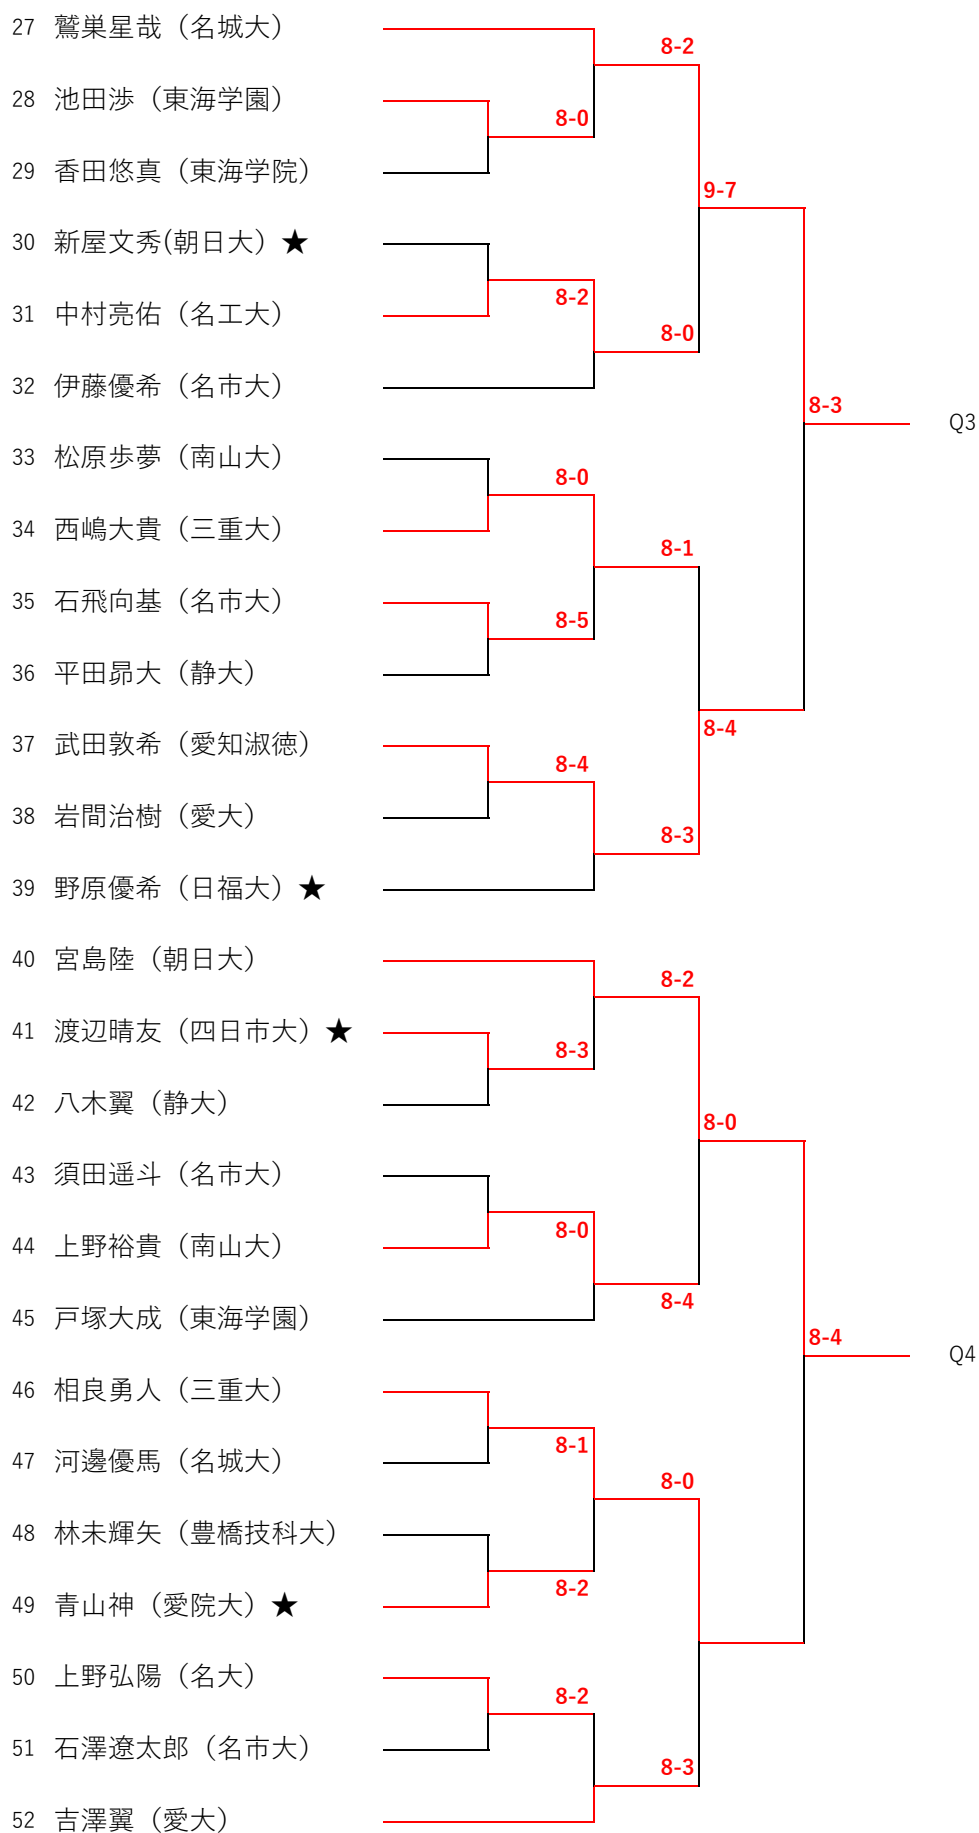 27 鷲巣星哉（名城大）
8-2
28 池田渉（東海学園）
8-0
29 香田悠真（東海学院）
9-7
30 新屋文秀(朝日大）★
8-2
31 中村亮佑（名工大）
8-0
32 伊藤優希（名市大）
8-3
Q3
33 松原歩夢（南山大）
8-0
34 西嶋大貴（三重大）
8-1
35 石飛向基（名市大）
8-5
36 平田昴大（静大）
8-4
37 武田敦希（愛知淑徳）
8-4
38 岩間治樹（愛大）
8-3
39 野原優希（日福大）★
40 宮島陸（朝日大）
8-2
41 渡辺晴友（四日市大）★
8-3
42 八木翼（静大）
8-0
43 須田遥斗（名市大）
8-0
44 上野裕貴（南山大）
8-4
45 戸塚大成（東海学園）
8-4
Q4
46 相良勇人（三重大）
8-1
47 河邊優馬（名城大）
8-0
48 林未輝矢（豊橋技科大）
8-2
49 青山神（愛院大）★
50 上野弘陽（名大）
8-2
51 石澤遼太郎（名市大）
8-3
52 吉澤翼（愛大）